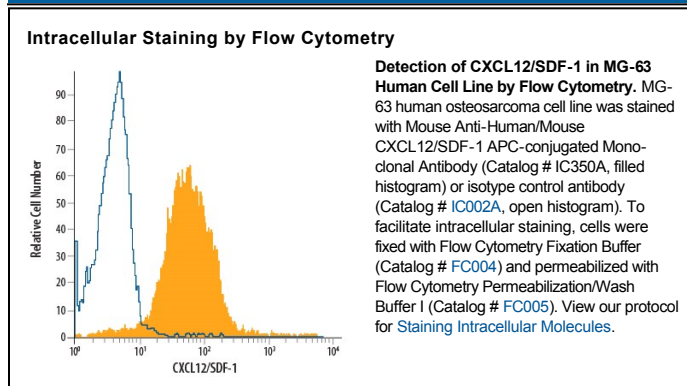 Intracellular Staining by Flow Cytometry
Detection of CXCL12/SDF-1 in MG-63
Human Cell Line by Flow Cytometry. MG-
63 human osteosarcoma cell line was stained
with Mouse Anti-Human/Mouse
CXCL12/SDF-1 APC-conjugated Mono-
clonal Antibody (Catalog # IC350A, filled
histogram) or isotype control antibody
(Catalog # IC002A, open histogram). To
facilitate intracellular staining, cells were
fixed with Flow Cytometry Fixation Buffer
(Catalog # FC004) and permeabilized with
Flow Cytometry Permeabilization/Wash
Buffer I (Catalog # FC005). View our protocol
for Staining Intracellular Molecules.
Relative Cell Number
90
80
70
60
50
40
30
20
10
0
10⁰ 10¹ 10² 10³ 10⁴
CXCL12/SDF-1